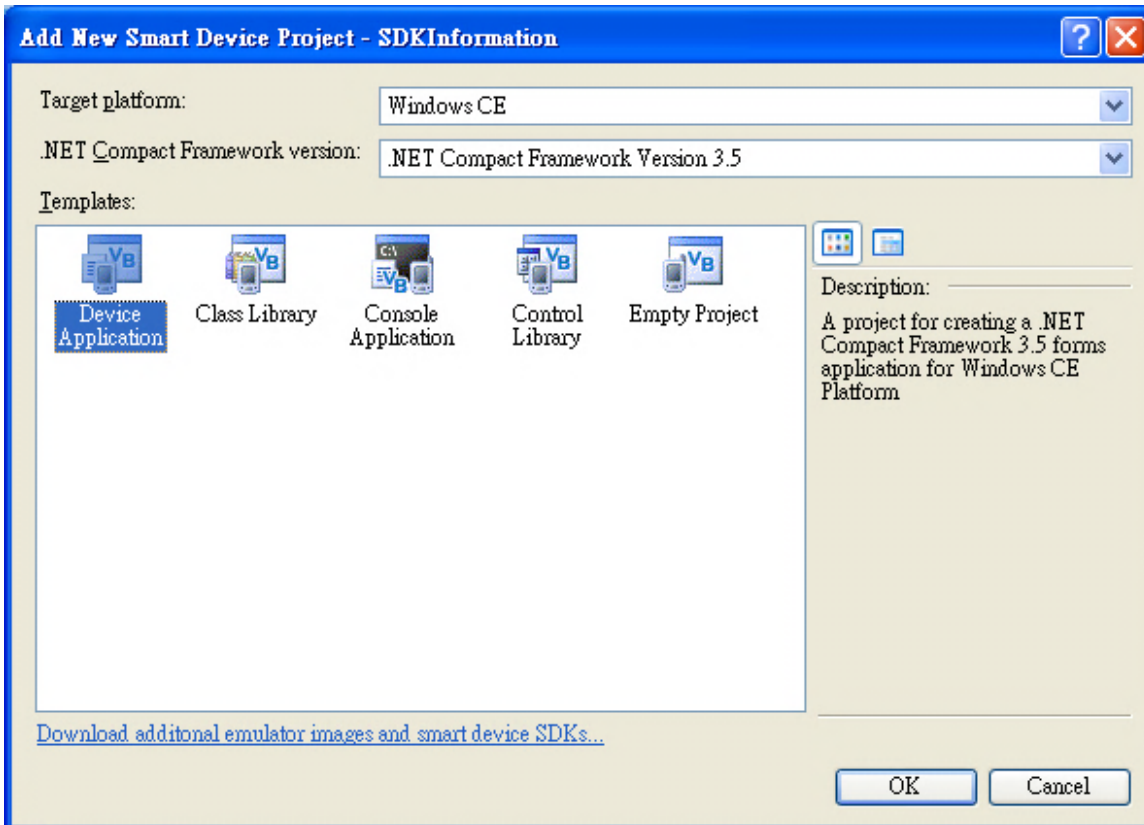 Add New Smart Device Project - SDKInformation
Target platform:
Windows CE
.NET Compact Framework version:
.NET Compact Framework Version 3.5
Templates:
Device
Application
Class Library
Console
Application
Control
Library
Empty Project
Description:
A project for creating a .NET
Compact Framework 3.5 forms
application for Windows CE
Platform
Download additonal emulator images and smart device SDKs...
OK
Cancel